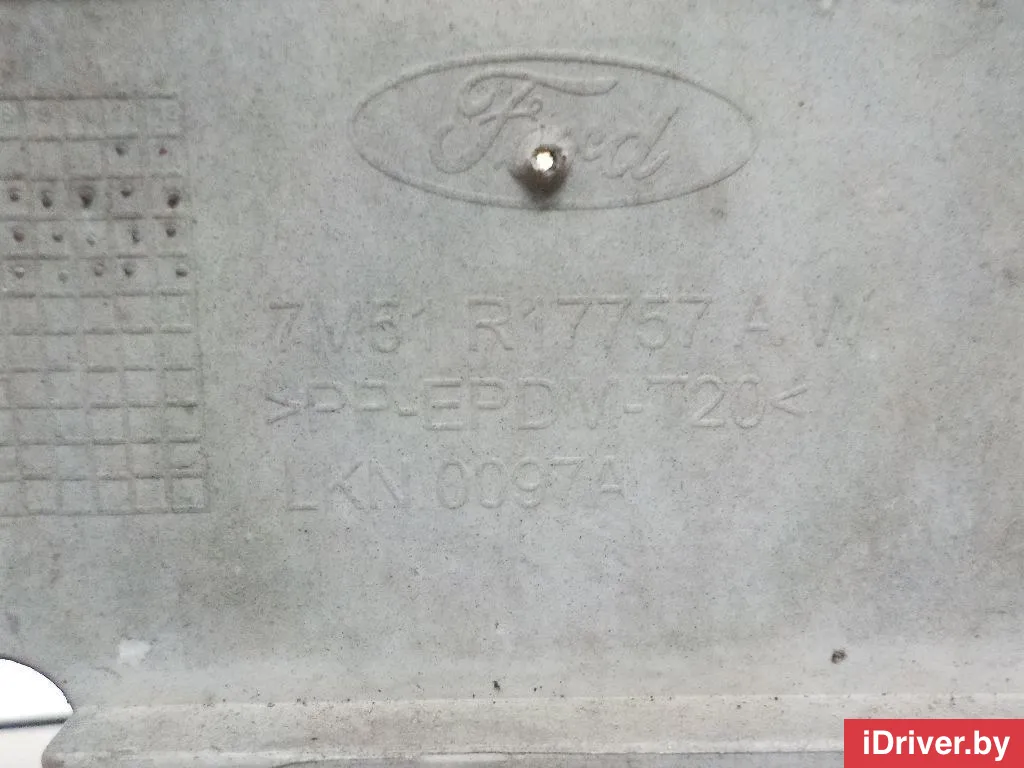 Ford
7M51 R17757 A W
>PP-EPDM-T20<
LKN 0097A
iDriver.by